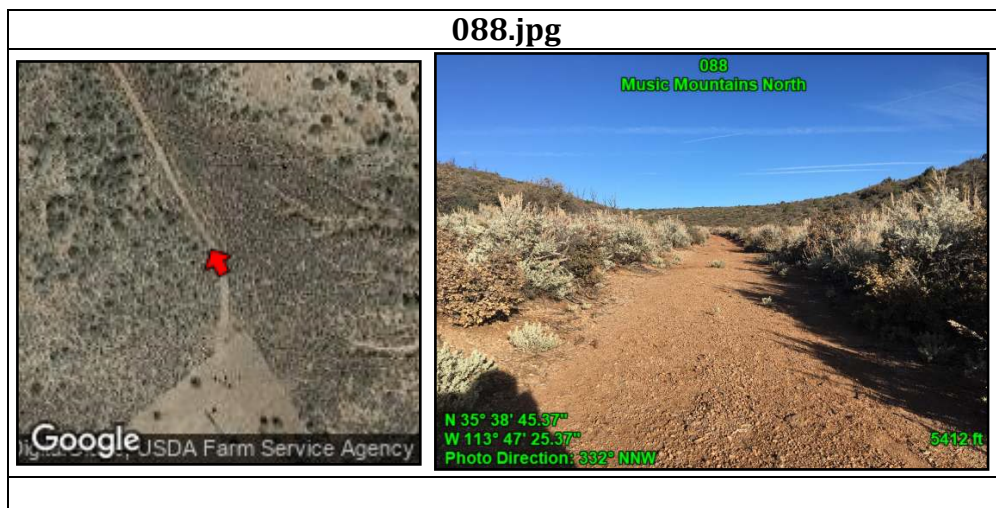 088.jpg
Google
USDA Farm Service Agency
088
Music Mountains North
N 35° 38' 45.37"
W 113° 47' 25.37"
Photo Direction: 332° NNW
5412 ft